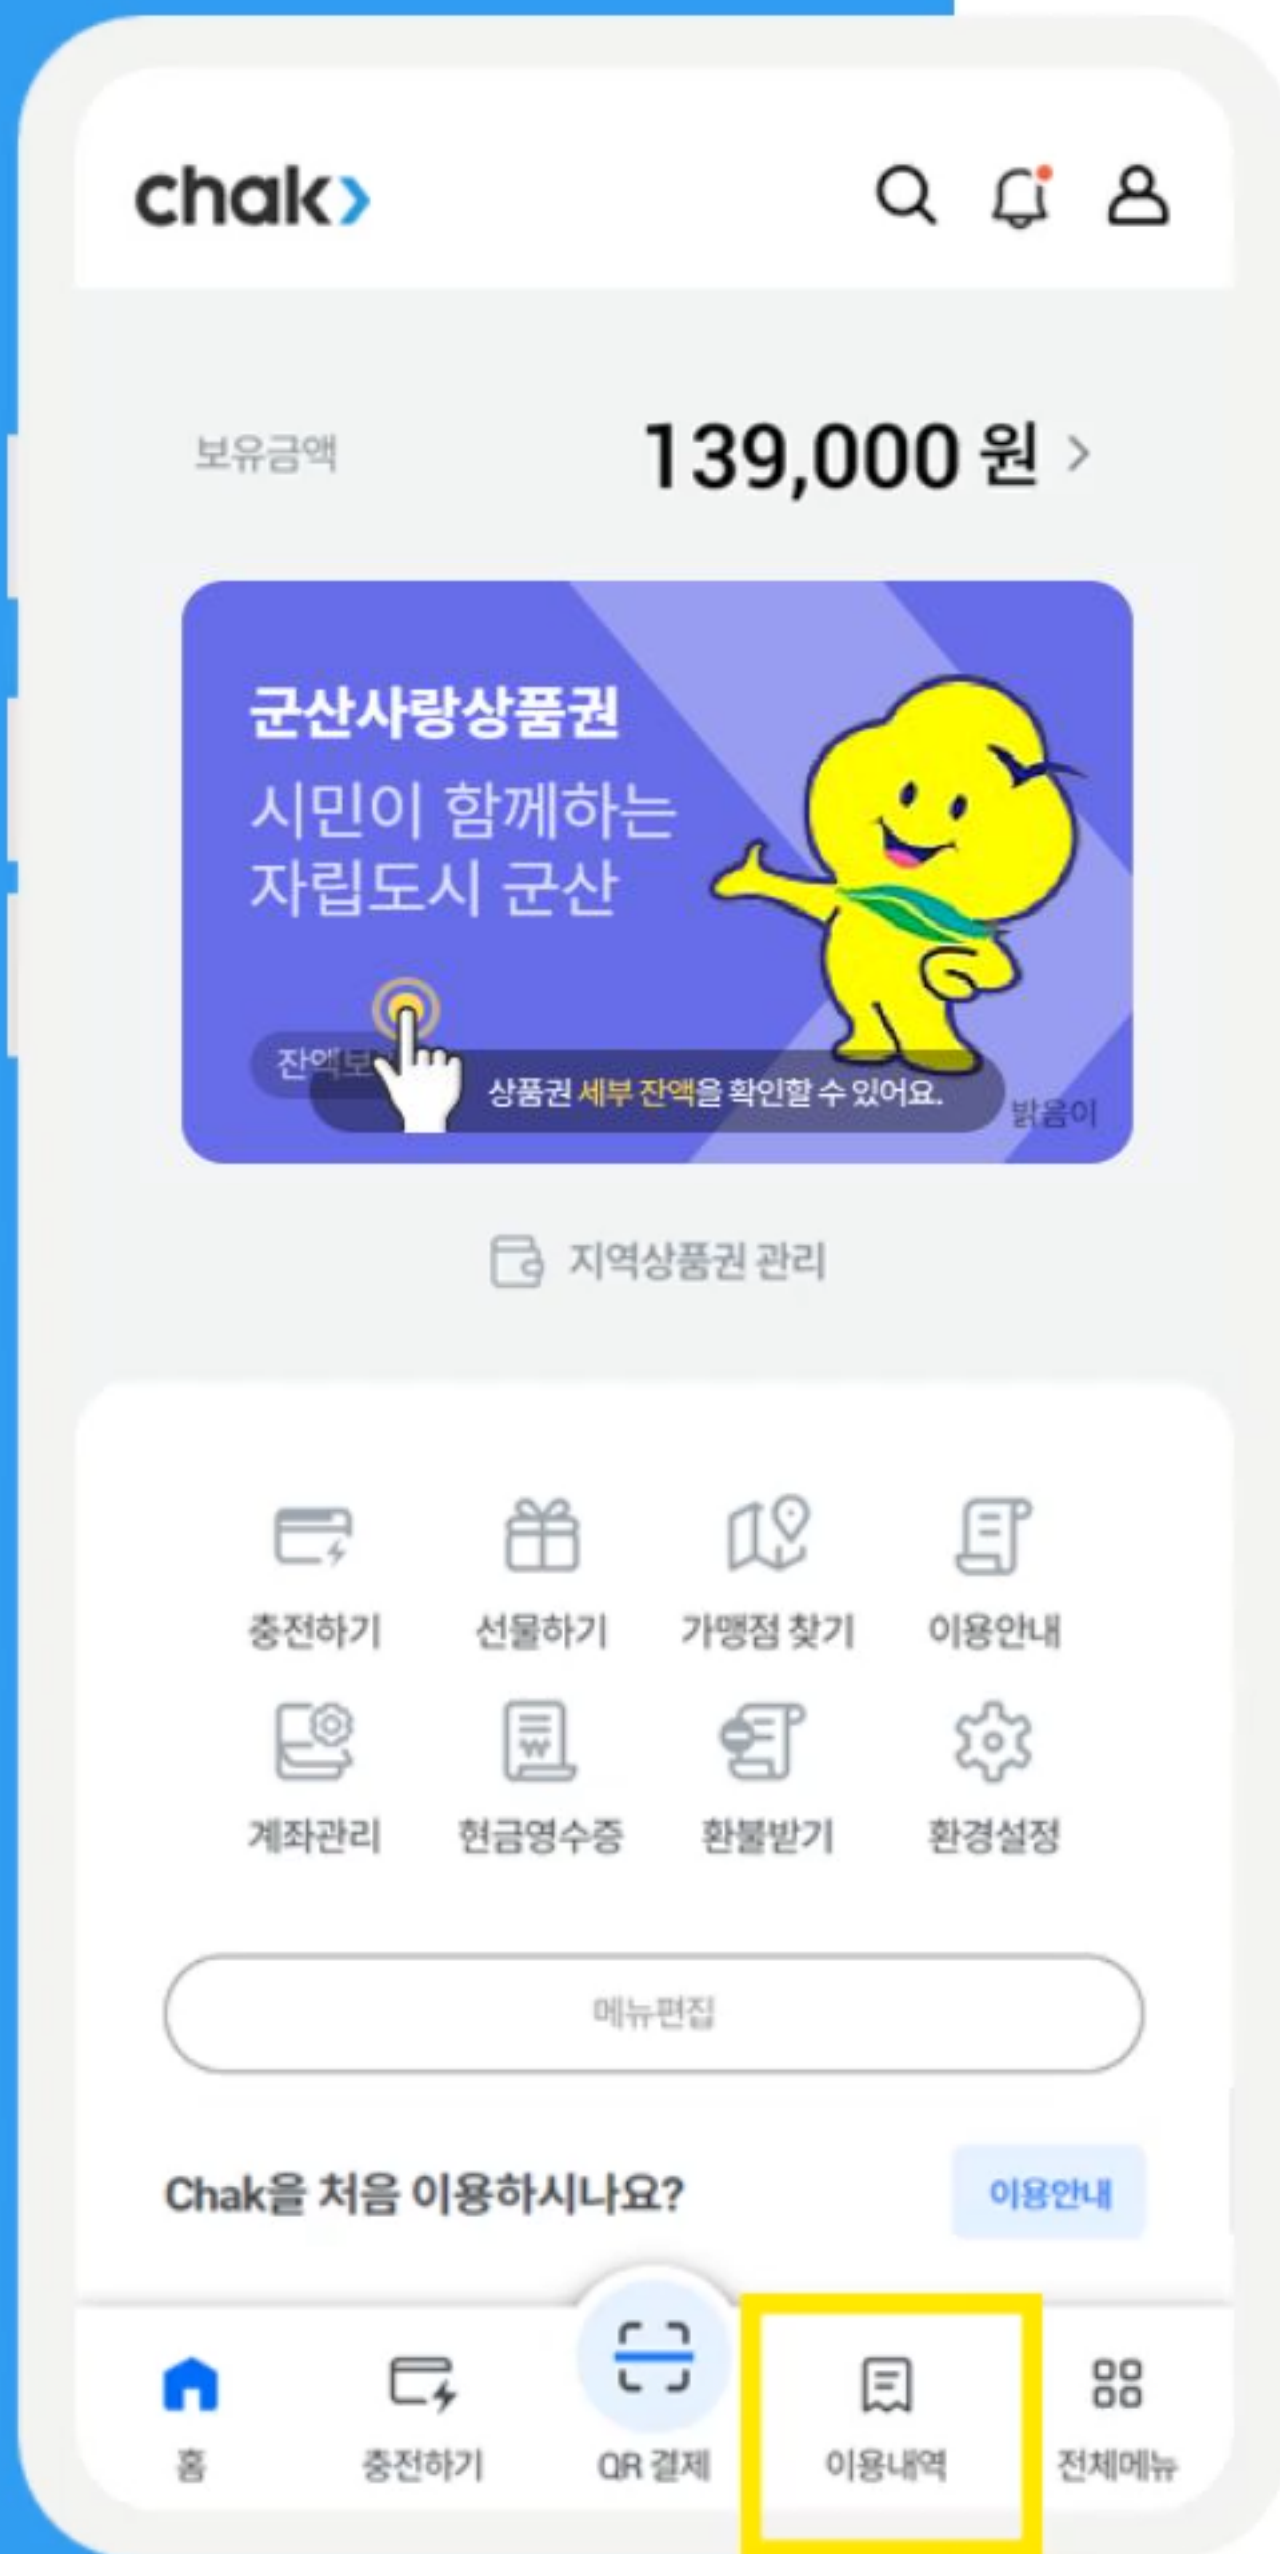 chak
보유금액 139,000 원
군산사랑상품권
시민이 함께하는
자립도시 군산
잔액보
상품권 세부 잔액을 확인할 수 있어요.
밝음이
지역상품권 관리
충전하기 선물하기 가맹점 찾기 이용안내
계좌관리 현금영수증 환불받기 환경설정
메뉴편집
Chak을 처음 이용하시나요? 이용안내
홈 충전하기 QR 결제 이용내역 전체메뉴